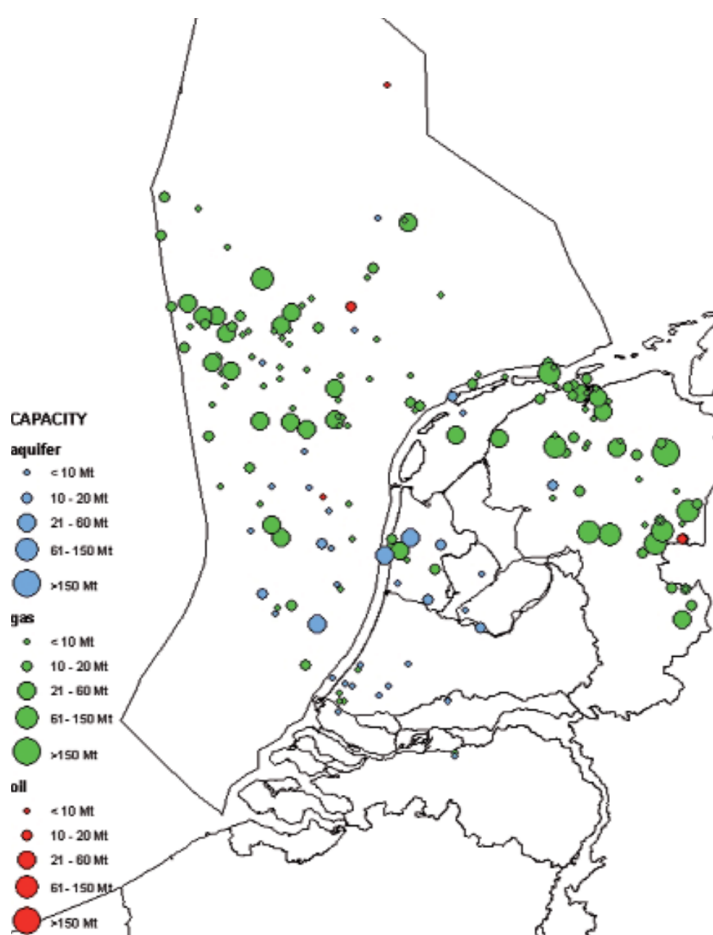 CAPACITY
aquifer
< 10 Mt
10 - 20 Mt
21 - 60 Mt
61- 150 Mt
>150 Mt
gas
< 10 Mt
10 - 20 Mt
21 - 60 Mt
61- 150 Mt
>150 Mt
oil
< 10 Mt
10 - 20 Mt
21 - 60 Mt
61- 150 Mt
>150 Mt